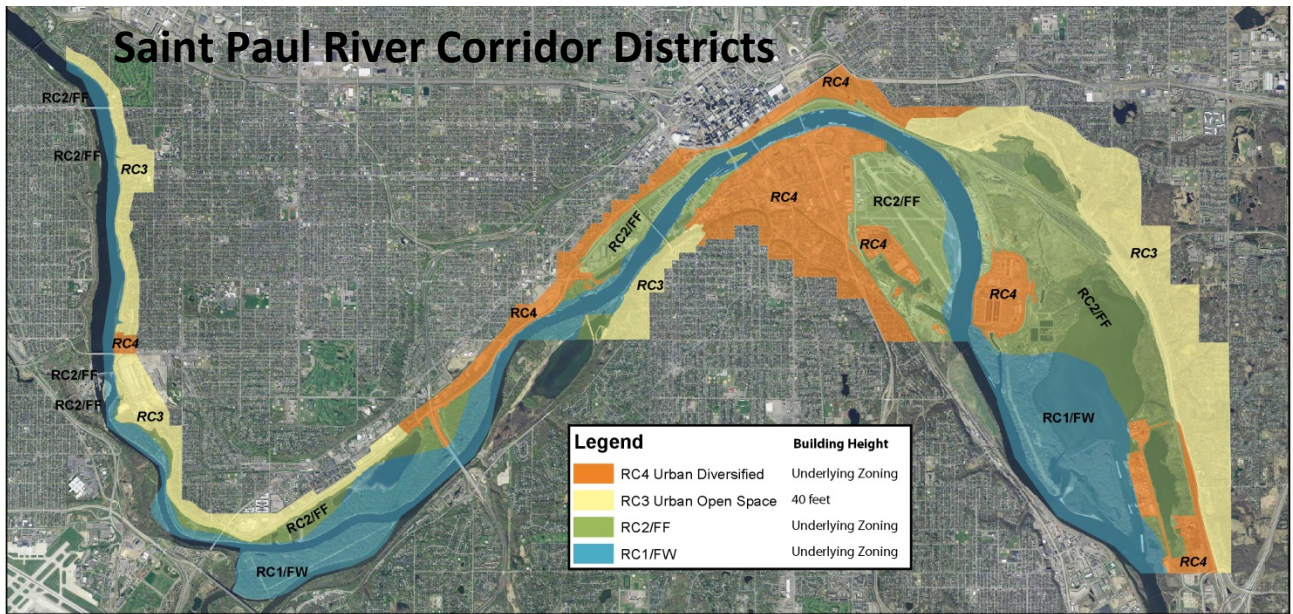 Saint Paul River Corridor Districts
RC2/FF
RC2/FF
RC3
RC4
RC2/FF
RC2/FF
RC3
RC2/FF
RC1/FW
RC4
RC2/FF
RC3
RC4
RC4
RC2/FF
RC4
RC4
RC3
RC2/FF
RC1/FW
RC4
Legend Building Height
RC4 Urban Diversified Underlying Zoning
RC3 Urban Open Space 40 feet
RC2/FF Underlying Zoning
RC1/FW Underlying Zoning